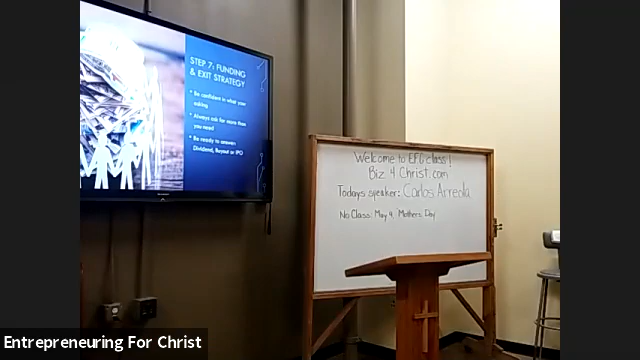 STEP 7: FUNDING
& EXIT STRATEGY
Be confident in what your
asking
Always ask for more than
you need
Be ready to answer:
Dividend, Buyout or IPO
Welcome to EFC class!
Biz 4 Christ.com
Todays speaker: Carlos Arreola
No Class: May 9 Mothers Day
Entrepreneuring For Christ